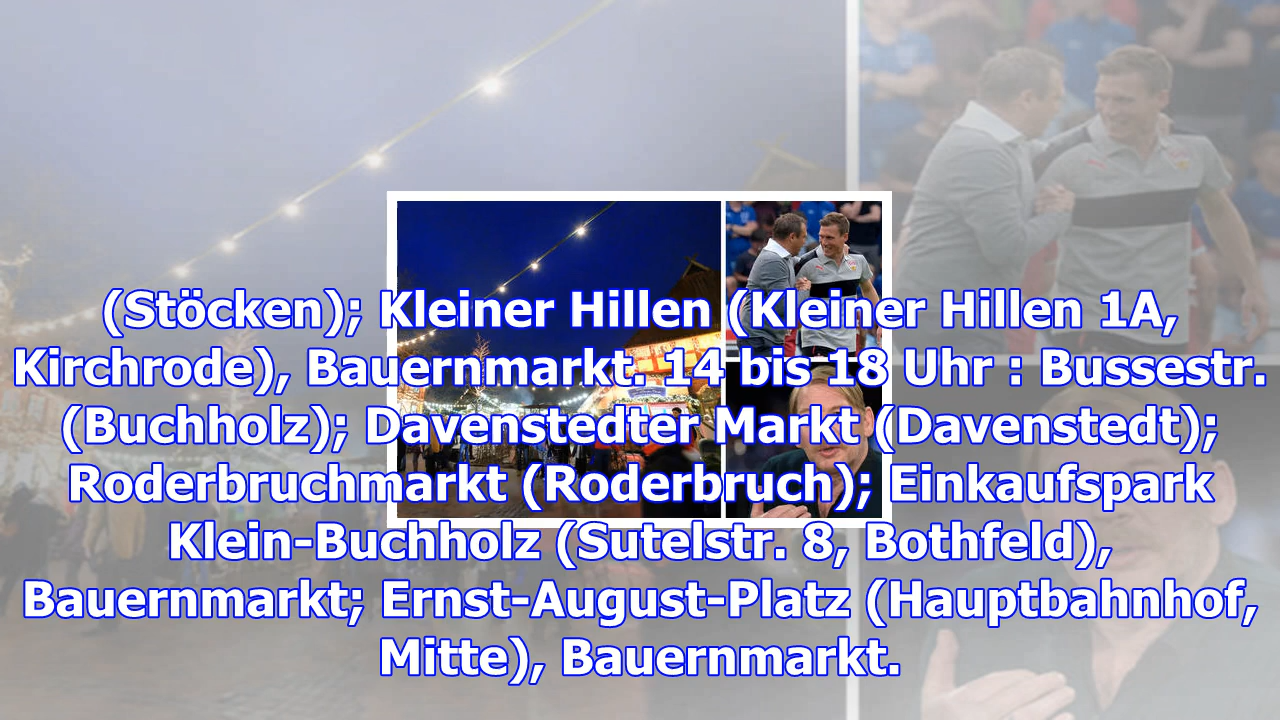 (Stöcken); Kleiner Hillen (Kleiner Hillen 1A,
Kirchrode), Bauernmarkt. 14 bis 18 Uhr : Bussestr.
(Buchholz); Davenstedter Markt (Davenstedt);
Roderbruchmarkt (Roderbruch); Einkaufspark
Klein-Buchholz (Sutelstr. 8, Bothfeld),
Bauernmarkt; Ernst-August-Platz (Hauptbahnhof,
Mitte), Bauernmarkt.